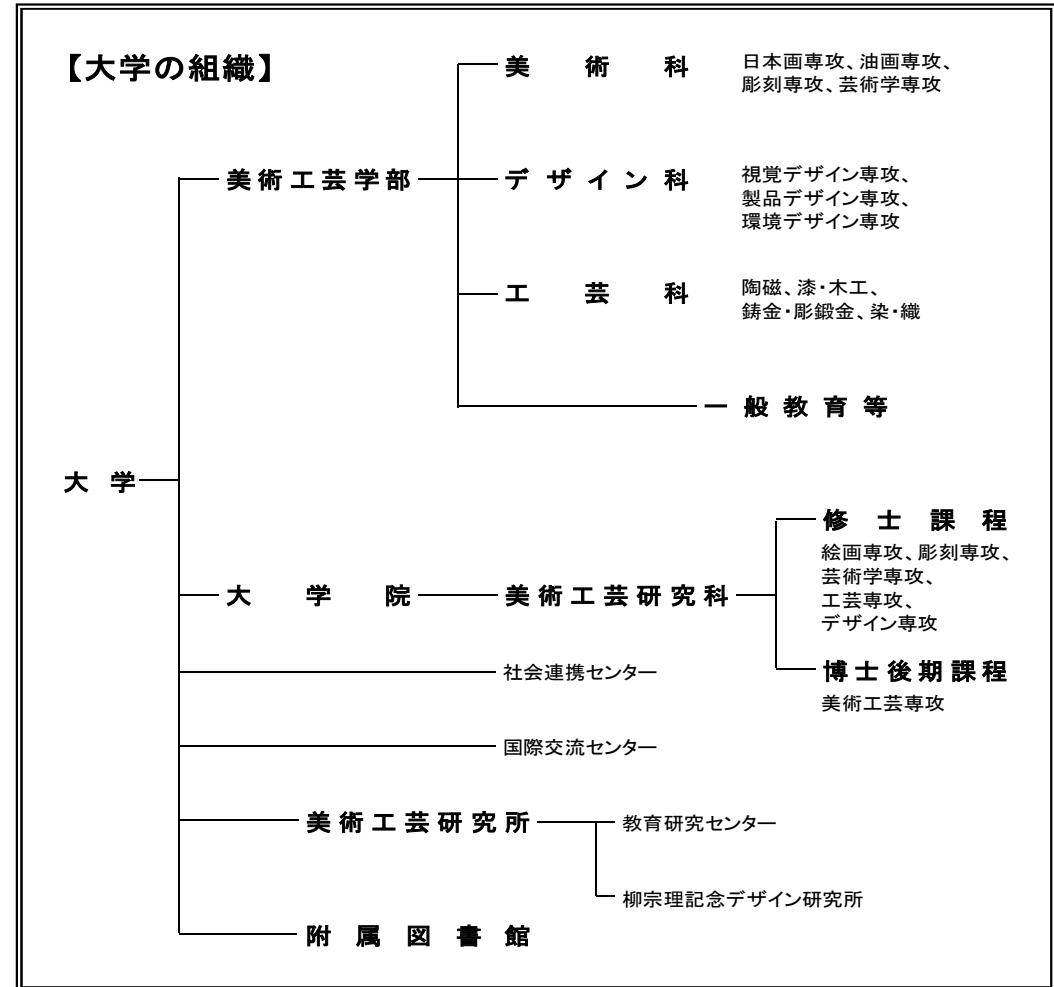 【大学の組織】
美術科
日本画専攻、油画専攻、
彫刻専攻、芸術学専攻
美術工芸学部
デザイン科
視覚デザイン専攻、
製品デザイン専攻、
環境デザイン専攻
工芸科
陶磁、漆・木工、
鋳金・彫鍛金、染・織
一般教育等
大学
大学院
美術工芸研究科
修士課程
絵画専攻、彫刻専攻、
芸術学専攻、
工芸専攻、
デザイン専攻
博士後期課程
美術工芸専攻
社会連携センター
国際交流センター
美術工芸研究所
教育研究センター
柳宗理記念デザイン研究所
附属図書館